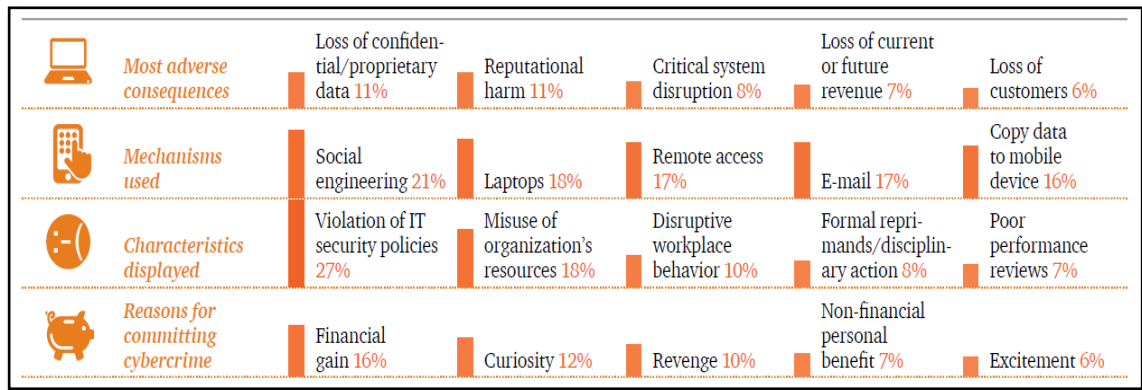 Most adverse
consequences
Loss of confiden-
tial/proprietary
data 11%
Reputational
harm 11%
Critical system
disruption 8%
Loss of current
or future
revenue 7%
Loss of
customers 6%
Mechanisms
used
Social
engineering 21%
Laptops 18%
Remote access
17%
E-mail 17%
Copy data
to mobile
device 16%
Characteristics
displayed
Violation of IT
security policies
27%
Misuse of
organization's
resources 18%
Disruptive
workplace
behavior 10%
Formal repri-
mands/disciplin-
ary action 8%
Poor
performance
reviews 7%
Reasons for
committing
cybercrime
Financial
gain 16%
Curiosity 12%
Revenge 10%
Non-financial
personal
benefit 7%
Excitement 6%